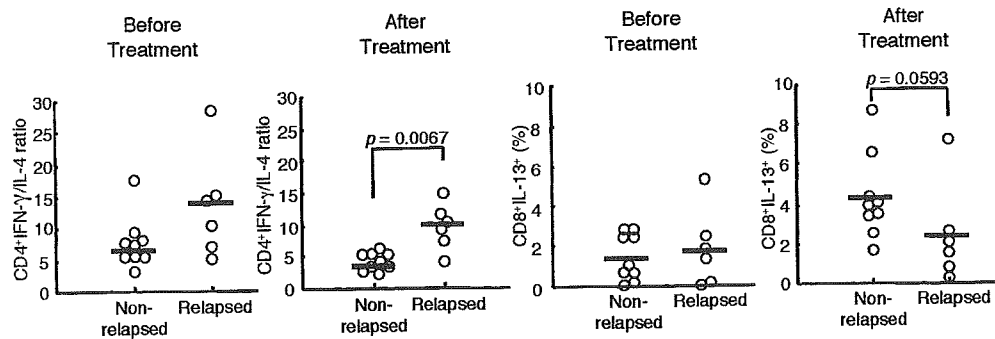 Before
Treatment
CD4⁺IFN-γ/IL-4 ratio
30
25
20
15
10
5
0
Non-
relapsed
Relapsed
After
Treatment
CD4⁺IFN-γ/IL-4 ratio
30
25
20
15
10
5
0
p = 0.0067
Non-
relapsed
Relapsed
Before
Treatment
CD8⁺IL-13⁺ (%)
10
8
6
4
2
0
Non-
relapsed
Relapsed
After
Treatment
CD8⁺IL-13⁺ (%)
10
8
6
4
2
0
p = 0.0593
Non-
relapsed
Relapsed